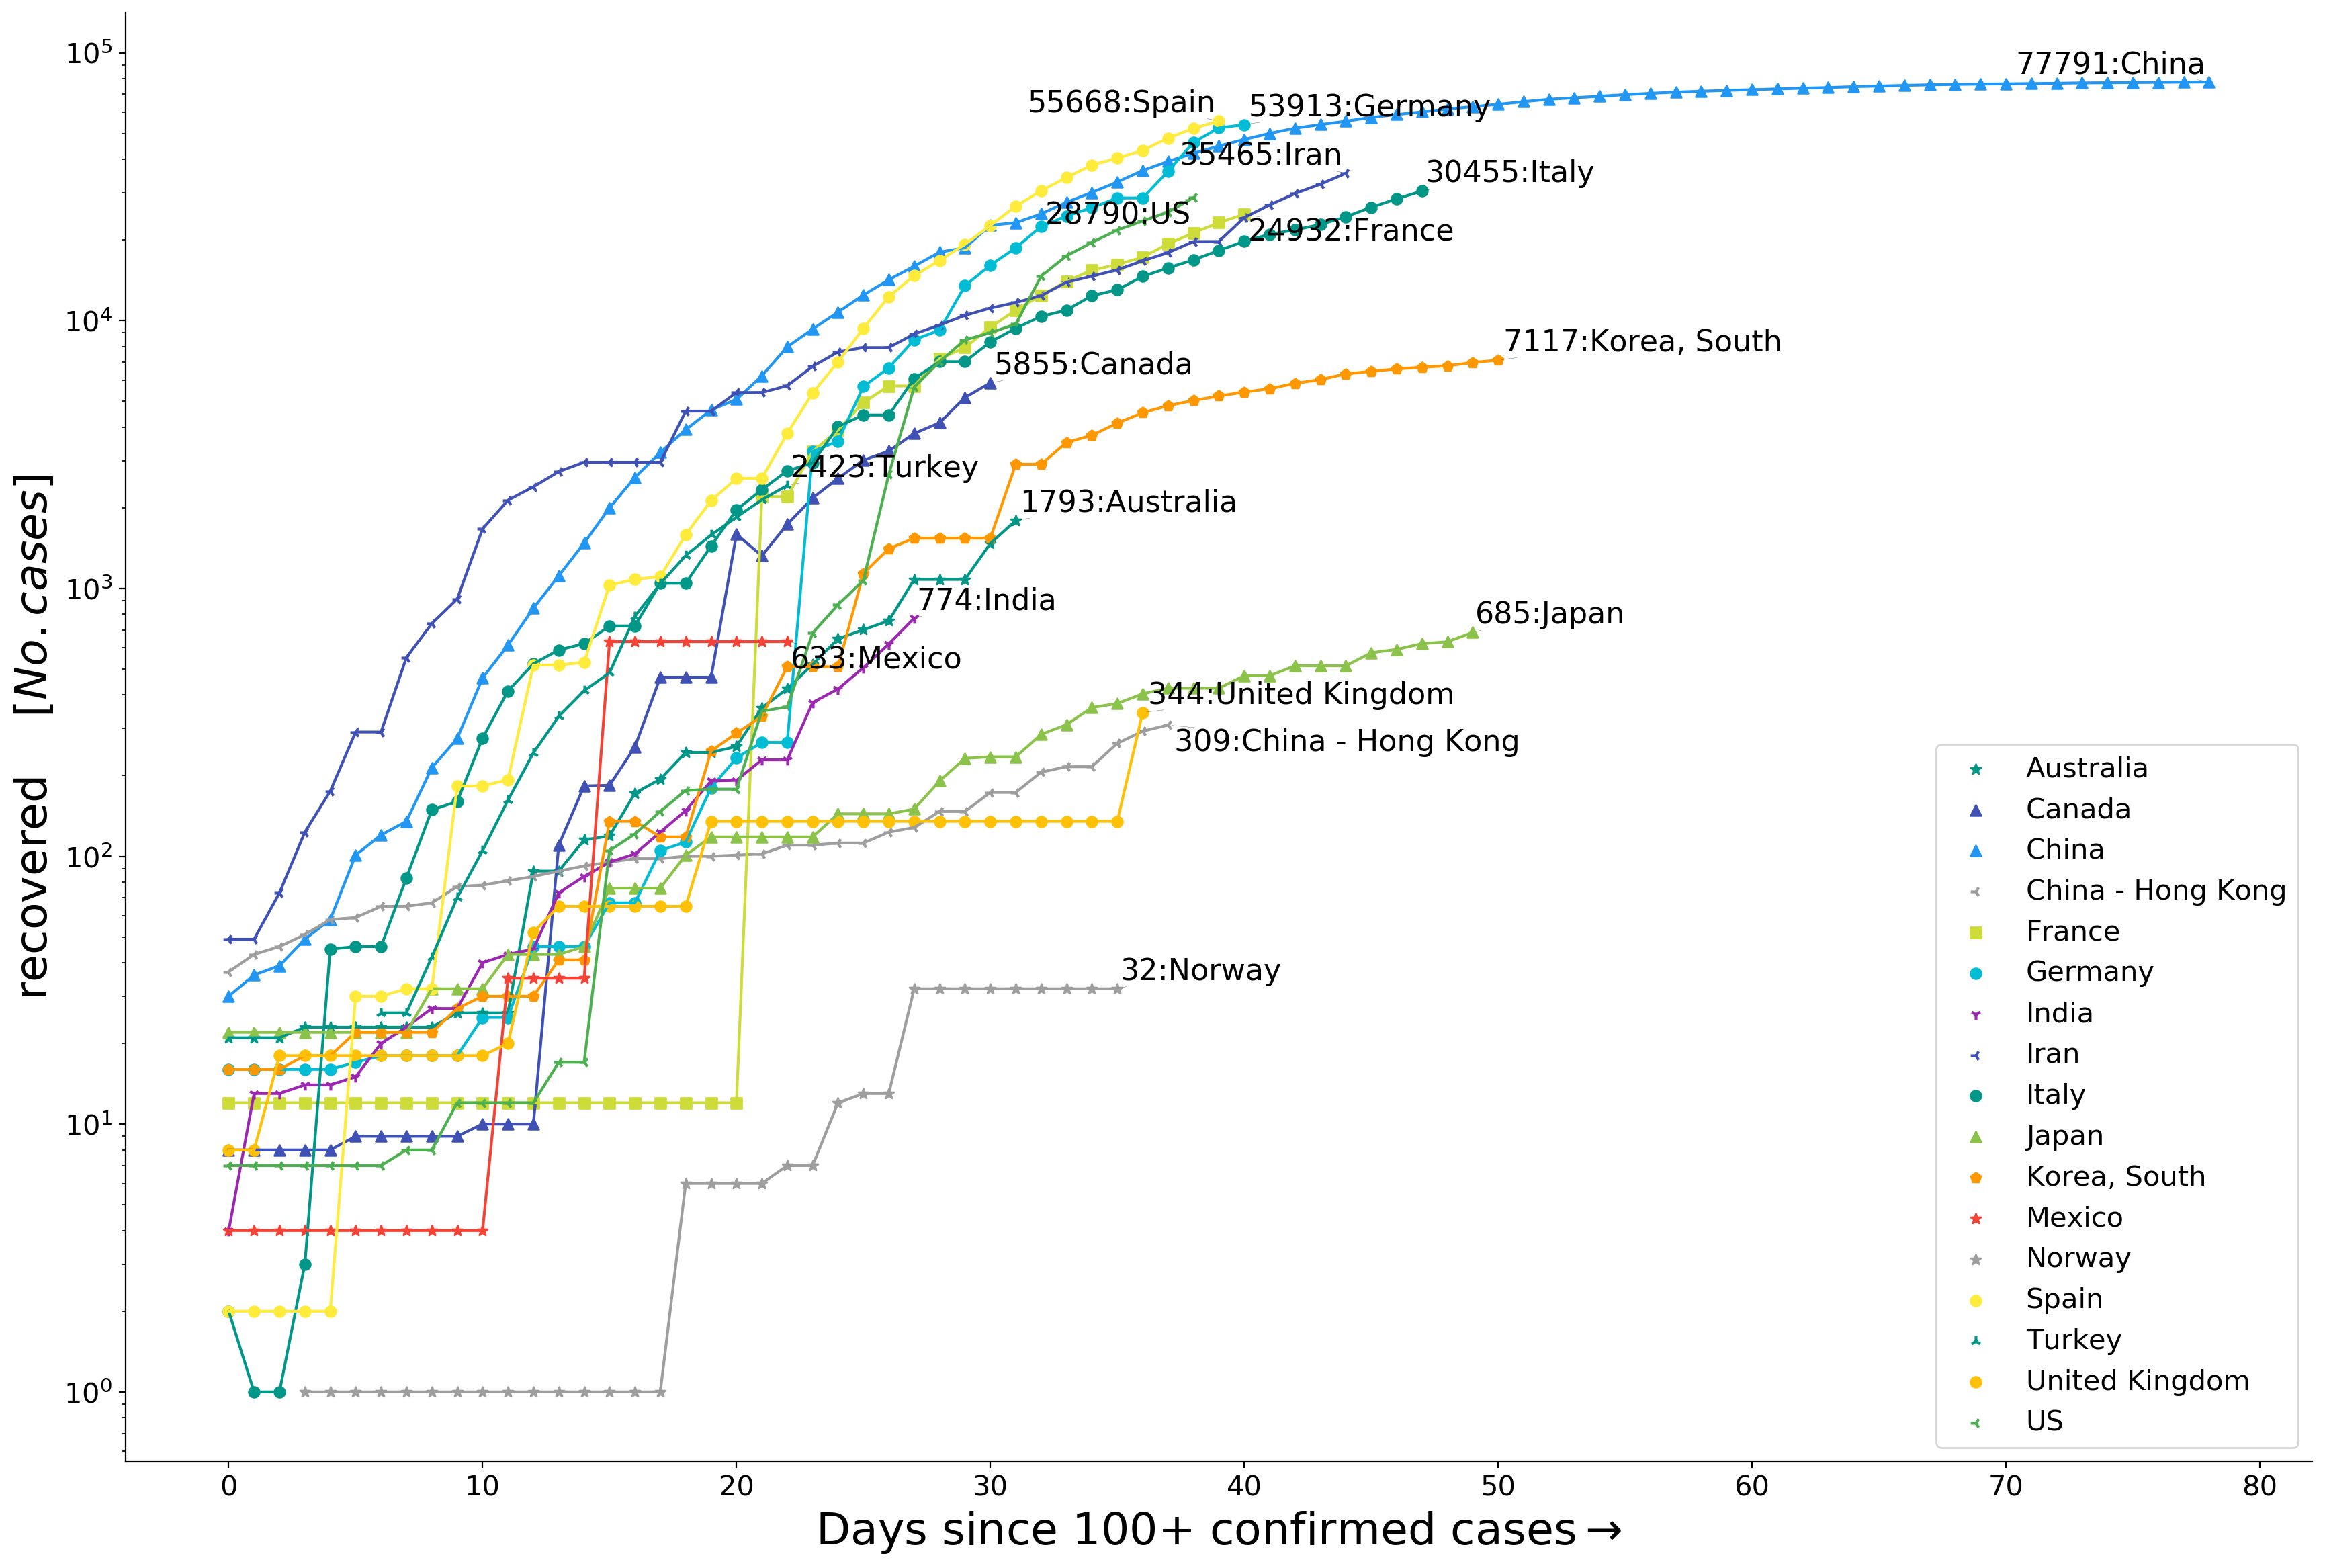 10^5
10^4
10^3
10^2
10^1
10^0
recovered [No. cases]
77791:China
55668:Spain
53913:Germany
35465:Iran
30455:Italy
28790:US
24932:France
7117:Korea, South
5855:Canada
2423:Turkey
1793:Australia
774:India
685:Japan
633:Mexico
344:United Kingdom
309:China - Hong Kong
32:Norway
Australia
Canada
China
China - Hong Kong
France
Germany
India
Iran
Italy
Japan
Korea, South
Mexico
Norway
Spain
Turkey
United Kingdom
US
0 10 20 30 40 50 60 70 80
Days since 100+ confirmed cases→